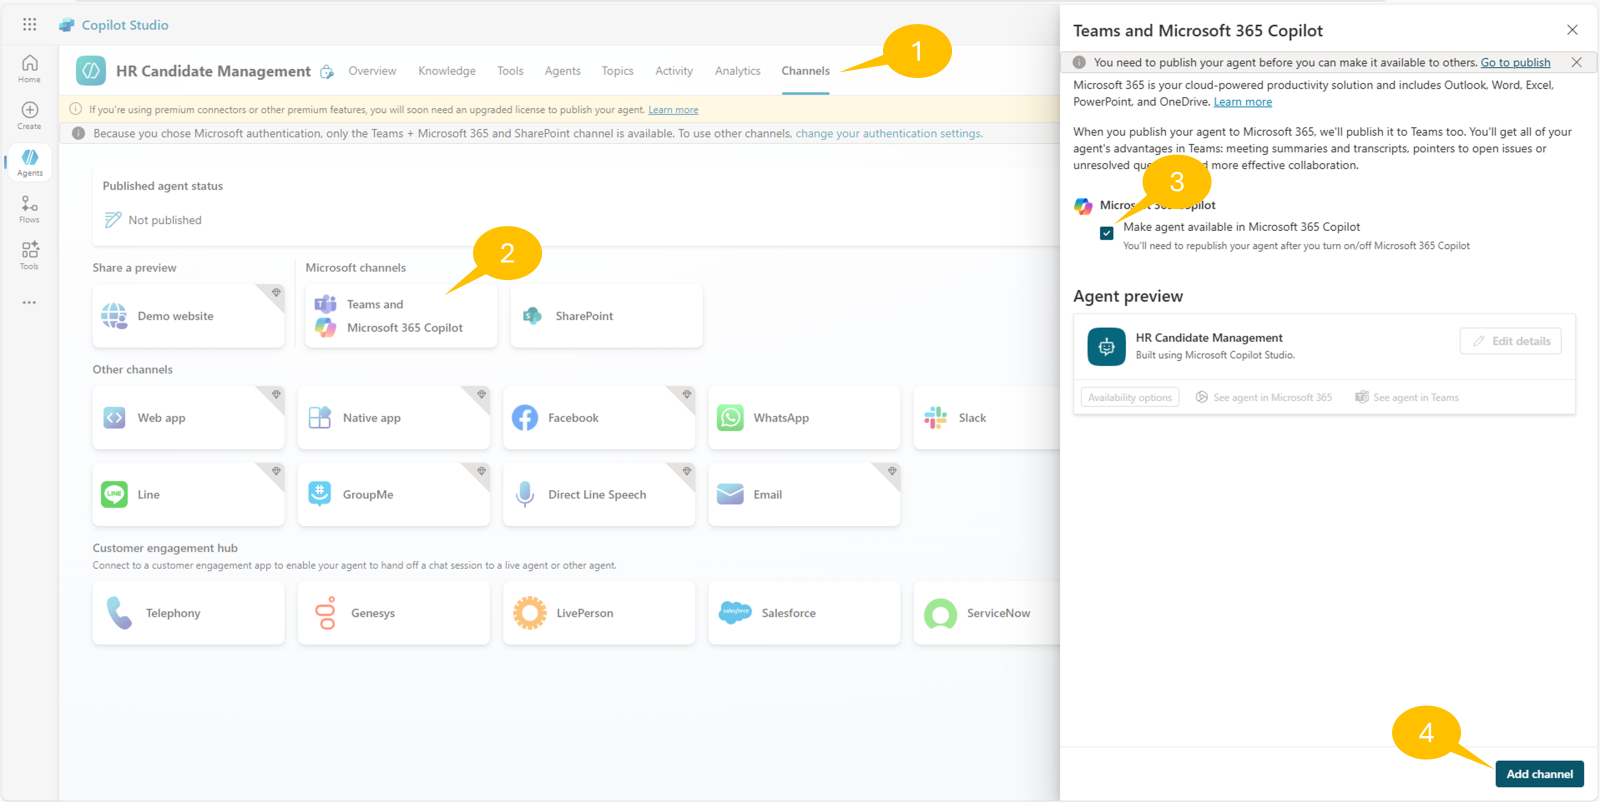 Copilot Studio
Home
Create
Agents
Flows
Tools
HR Candidate Management
Overview
Knowledge
Tools
Agents
Topics
Activity
Analytics
Channels
1
If you're using premium connectors or other premium features, you will soon need an upgraded license to publish your agent. Learn more
Because you chose Microsoft authentication, only the Teams + Microsoft 365 and SharePoint channel is available. To use other channels, change your authentication settings.
Published agent status
Not published
2
Share a preview
Microsoft channels
Demo website
Teams and
Microsoft 365 Copilot
SharePoint
Other channels
Web app
Native app
Facebook
WhatsApp
Slack
LINE
Line
GroupMe
Direct Line Speech
Email
Customer engagement hub
Connect to a customer engagement app to enable your agent to hand off a chat session to a live agent or other agent.
Telephony
Genesys
LivePerson
salesforce
Salesforce
ServiceNow
Teams and Microsoft 365 Copilot
You need to publish your agent before you can make it available to others. Go to publish
Microsoft 365 is your cloud-powered productivity solution and includes Outlook, Word, Excel,
PowerPoint, and OneDrive. Learn more
When you publish your agent to Microsoft 365, we'll publish it to Teams too. You'll get all of your
agent's advantages in Teams: meeting summaries and transcripts, pointers to open issues or
unresolved more effective collaboration.
3
Make agent available in Microsoft 365 Copilot
You'll need to republish your agent after you turn on/off Microsoft 365 Copilot
Agent preview
HR Candidate Management
Built using Microsoft Copilot Studio.
Edit details
Availability options
See agent in Microsoft 365
See agent in Teams
4
Add channel